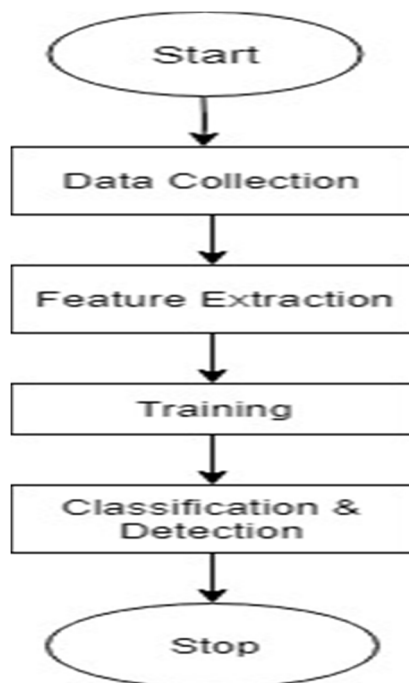 Start
Data Collection
Feature Extraction
Training
Classification &
Detection
Stop